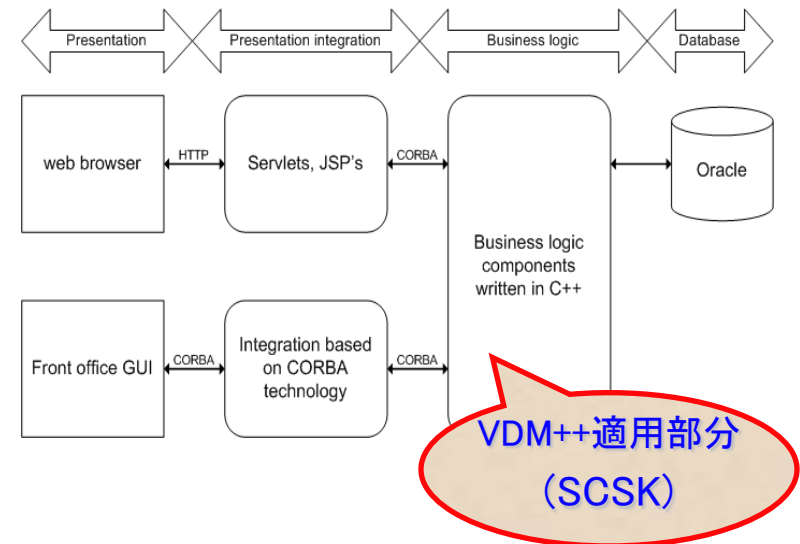 Presentation
Presentation integration
Business logic
Database
web browser
HTTP
Servlets, JSP's
CORBA
Oracle
Business logic
components
written in C++
Front office GUI
CORBA
Integration based
on CORBA
technology
CORBA
VDM++適用部分
（SCSK）